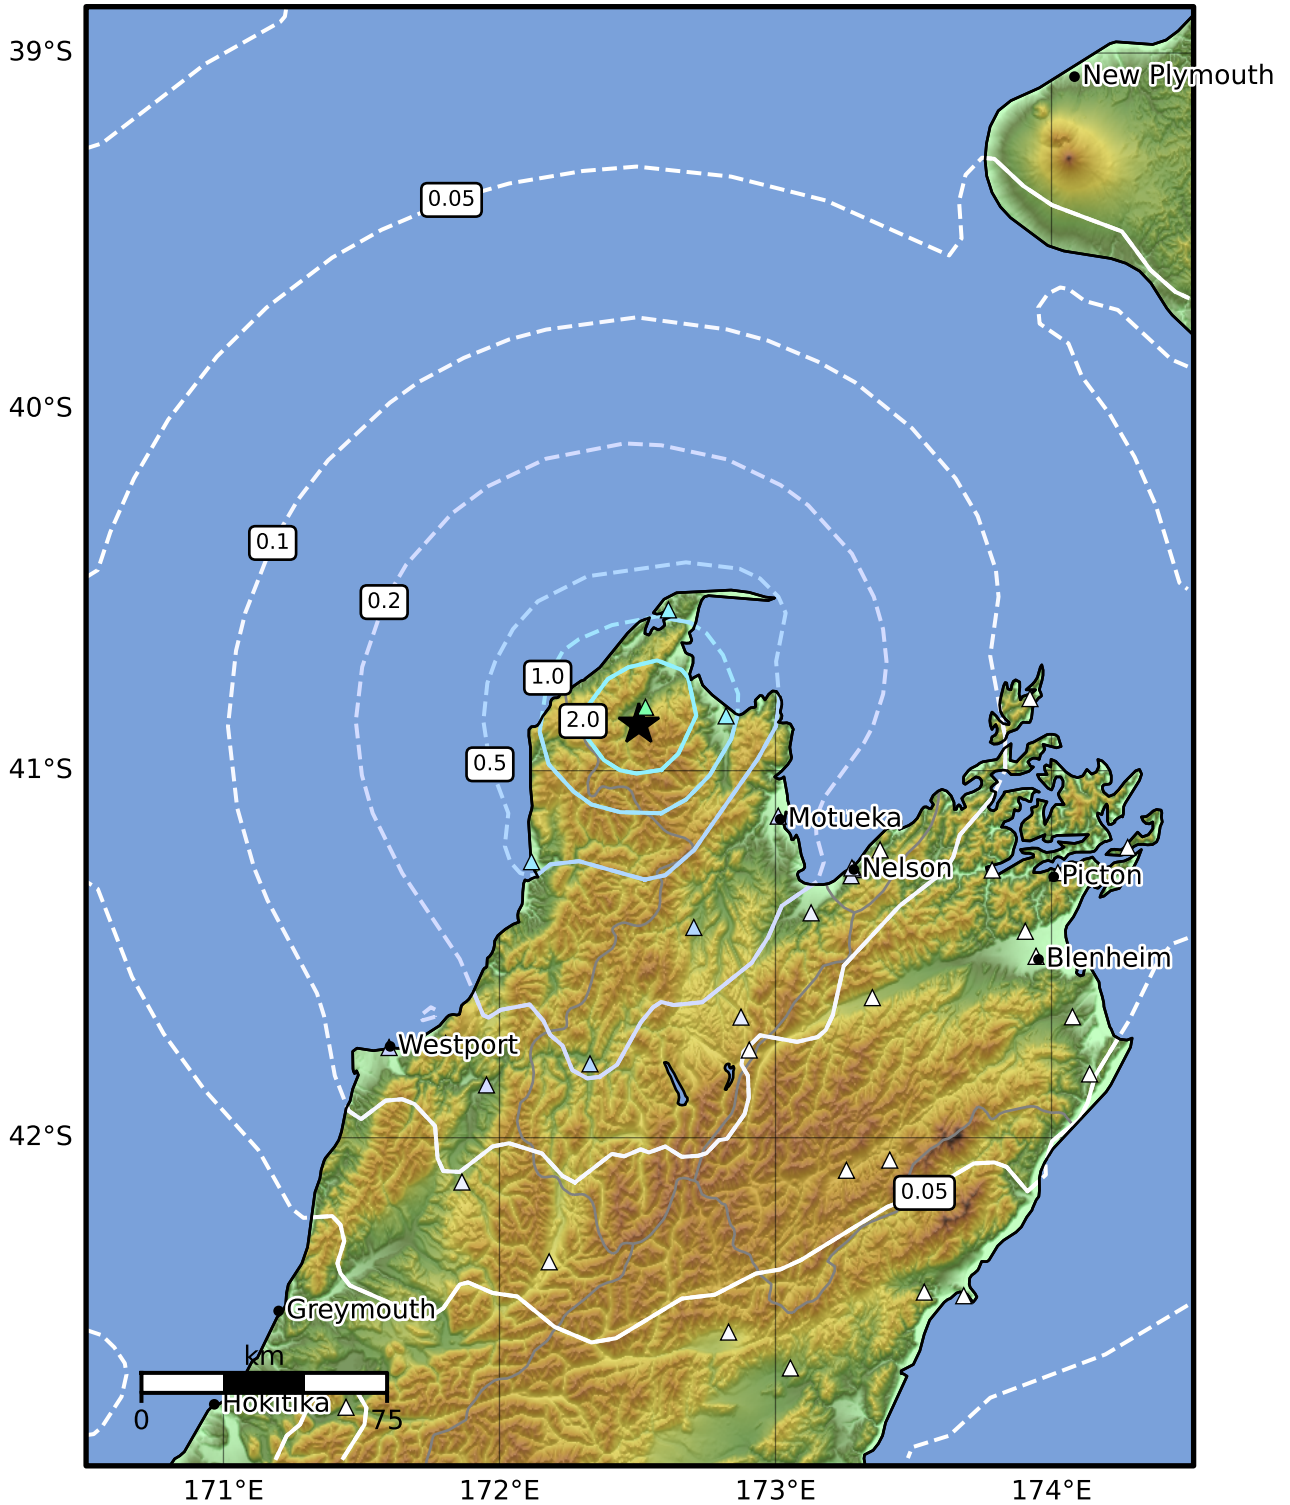 39°S
New Plymouth
0.05
40°S
0.1
0.2
1.0
2.0
0.5
41°S
Motueka
Nelson
Picton
Blenheim
Westport
42°S
0.05
Greymouth
km
Hokitika
0
75
171°E
172°E
173°E
174°E